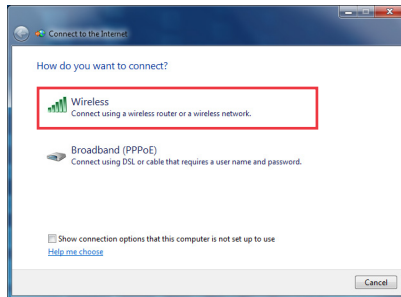 Connect to the Internet
How do you want to connect?
Wireless
Connect using a wireless router or a wireless network.
Broadband (PPPoE)
Connect using DSL or cable that requires a user name and password.
Show connection options that this computer is not set up to use
Help me choose
Cancel